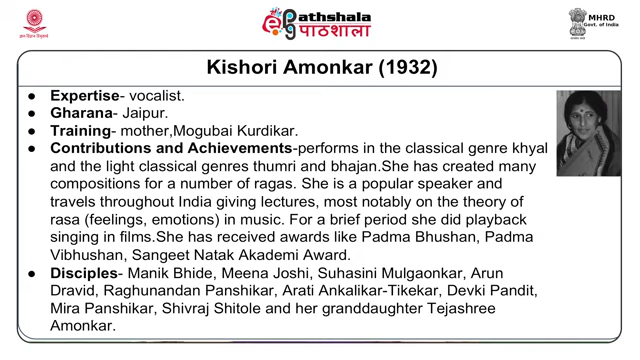 ePathshala
पाठशाला
MHRD
Govt. of India
Kishori Amonkar (1932)
● Expertise- vocalist.
● Gharana- Jaipur.
● Training- mother,Mogubai Kurdikar.
● Contributions and Achievements-performs in the classical genre khyal
and the light classical genres thumri and bhajan.She has created many
compositions for a number of ragas. She is a popular speaker and
travels throughout India giving lectures, most notably on the theory of
rasa (feelings, emotions) in music. For a brief period she did playback
singing in films.She has received awards like Padma Bhushan, Padma
Vibhushan, Sangeet Natak Akademi Award.
● Disciples- Manik Bhide, Meena Joshi, Suhasini Mulgaonkar, Arun
Dravid, Raghunandan Panshikar, Arati Ankalikar-Tikekar, Devki Pandit,
Mira Panshikar, Shivraj Shitole and her granddaughter Tejashree
Amonkar.